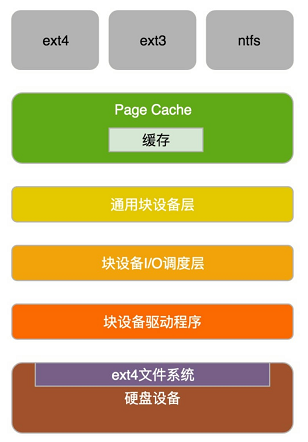 ext4 ext3 ntfs
Page Cache
缓存
通用块设备层
块设备I/O调度层
块设备驱动程序
ext4文件系统
硬盘设备